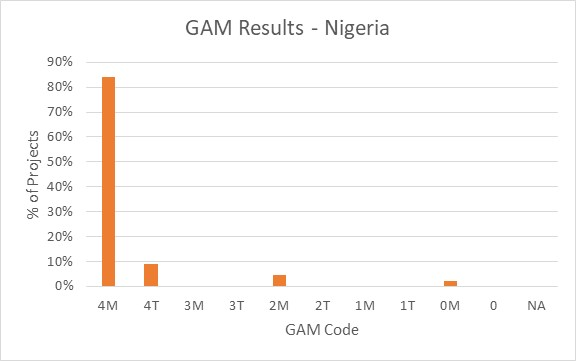 GAM Results - Nigeria
% of Projects
90%
80%
70%
60%
50%
40%
30%
20%
10%
0%
4M 4T 3M 3T 2M 2T 1M 1T 0M 0 NA
GAM Code